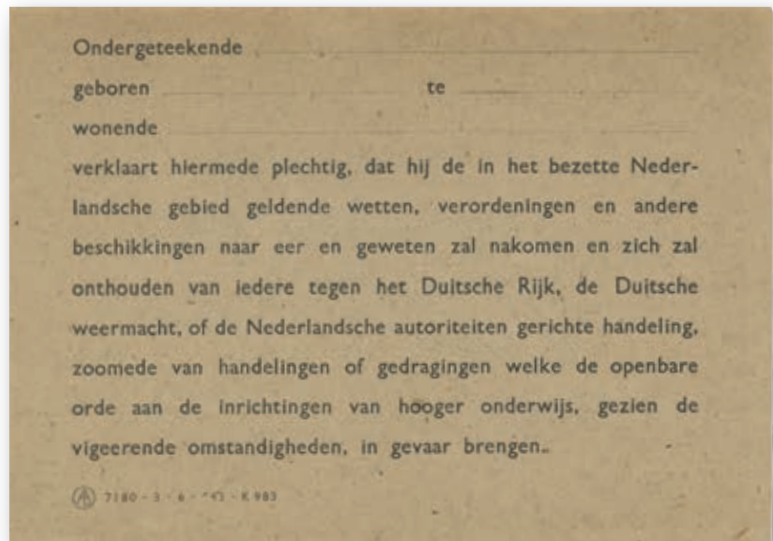 Ondergeteekende
geboren te
wonende
verklaart hiermede plechtig, dat hij de in het bezette Neder-
landsche gebied geldende wetten, verordeningen en andere
beschikkingen naar eer en geweten zal nakomen en zich zal
onthouden van iedere tegen het Duitsche Rijk, de Duitsche
weermacht, of de Nederlandsche autoriteiten gerichte handeling,
zoomede van handelingen of gedragingen welke de openbare
orde aan de inrichtingen van hooger onderwijs, gezien de
vigeerende omstandigheden, in gevaar brengen.
7180 - 3 - 6 - '43 - K 983